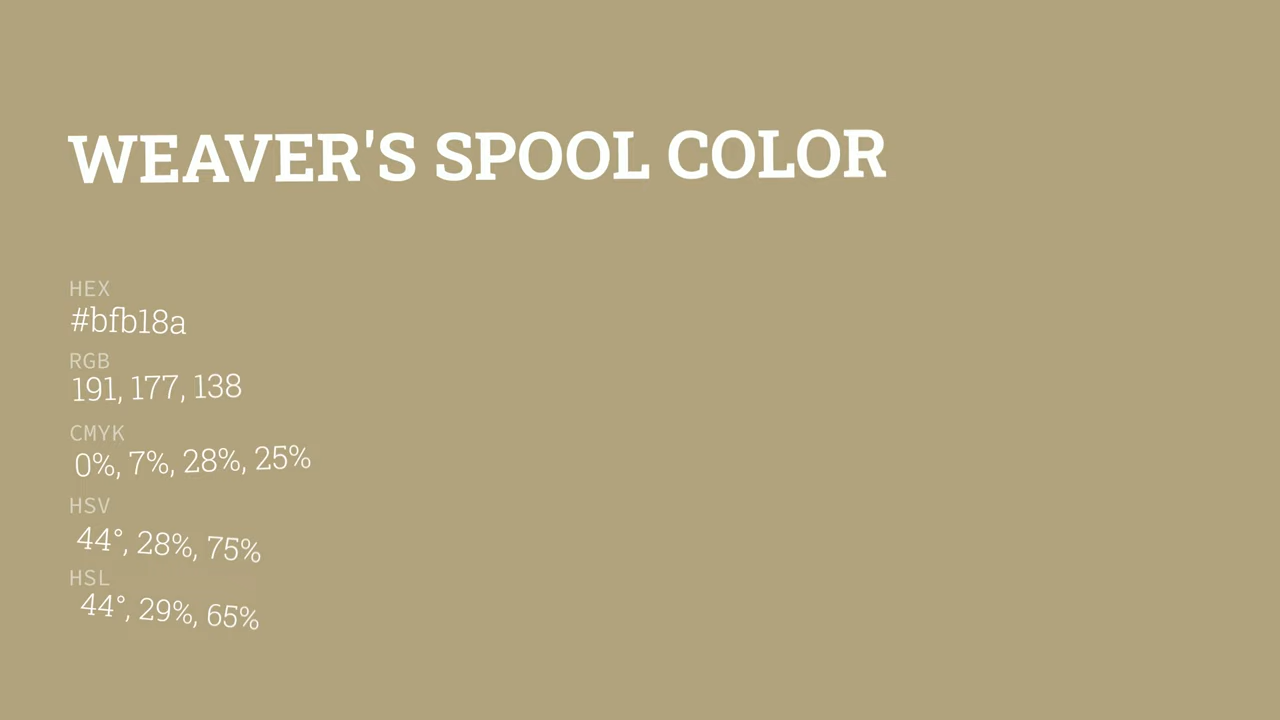 WEAVER'S SPOOL COLOR
HEX
#bfb18a
RGB
191, 177, 138
CMYK
0%, 7%, 28%, 25%
HSV
44°, 28%, 75%
HSL
44°, 29%, 65%